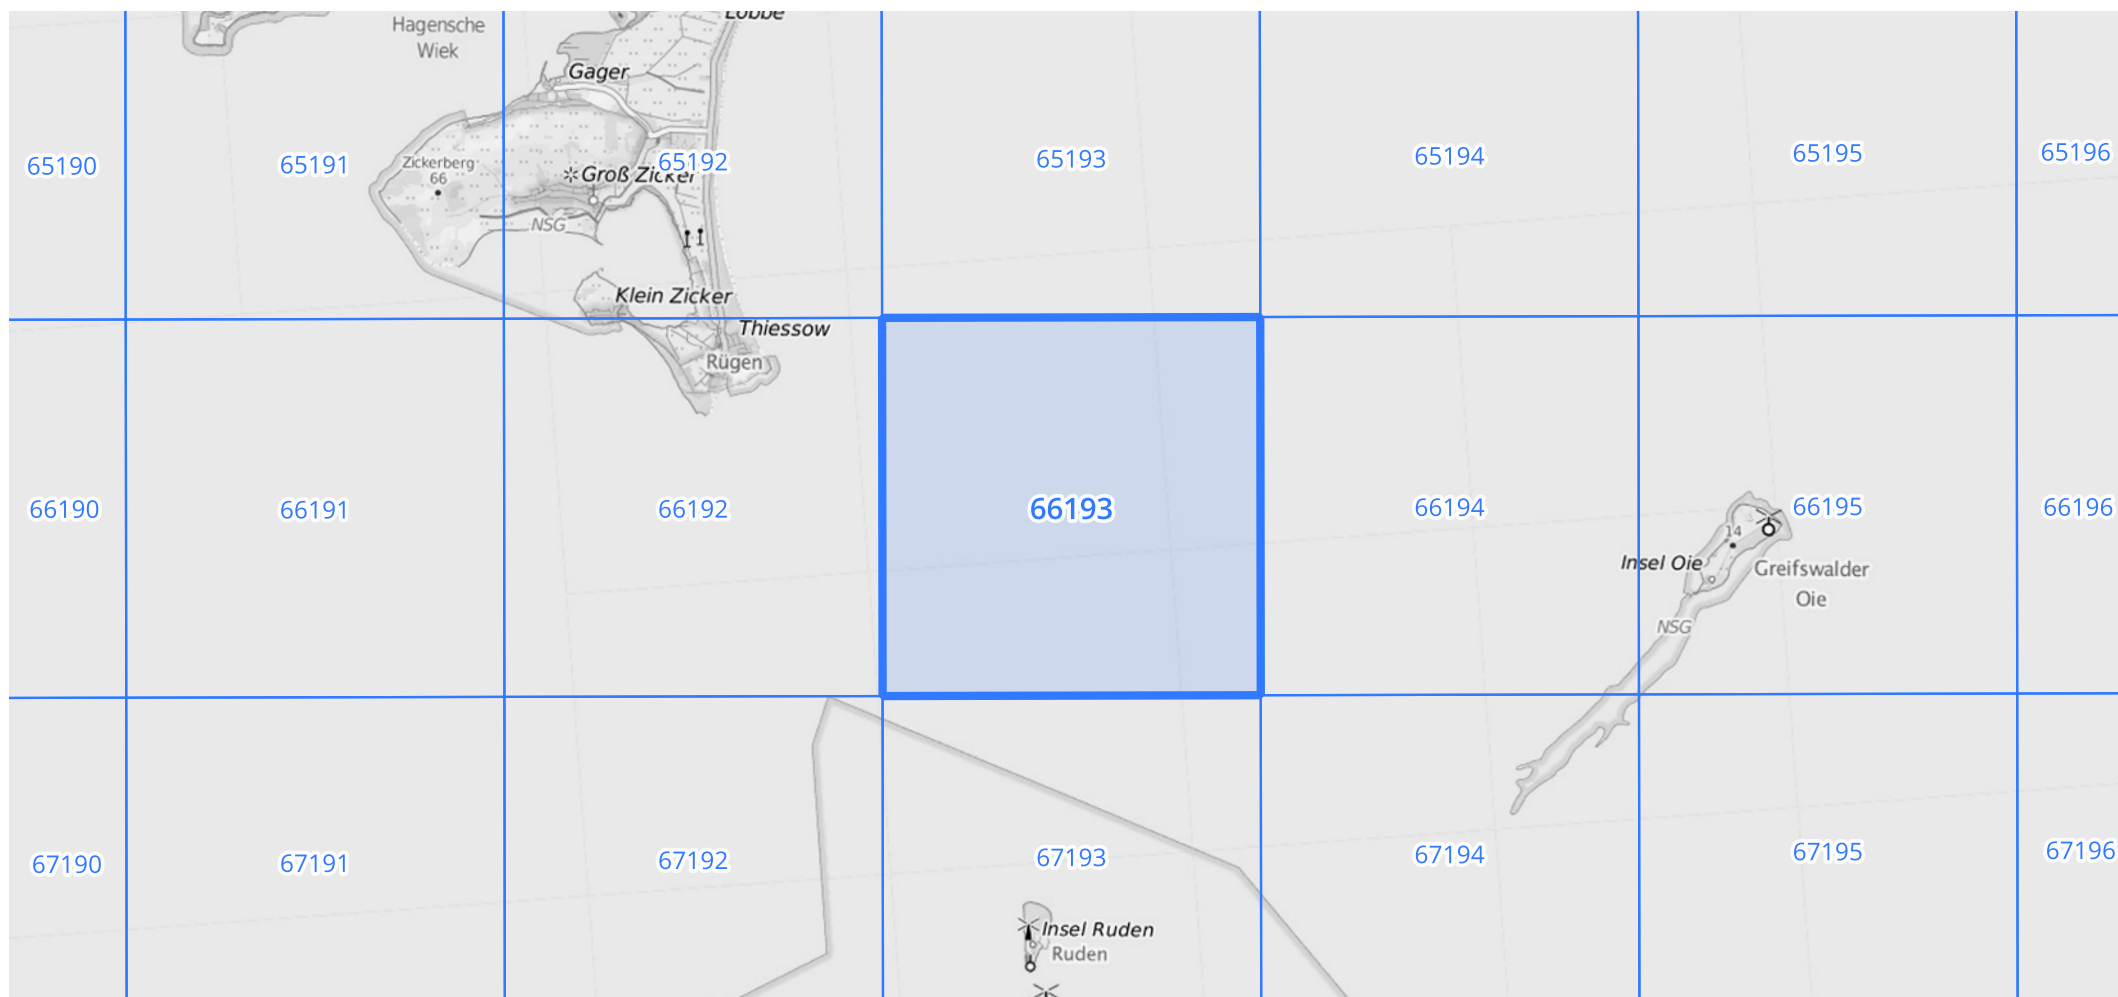 Lobbe
Hagensche
Wiek
Gager
65190
65191
Zickerberg
66
65192
Groß Zicker
NSG
65193
65194
65195
65196
Klein Zicker
Thiessow
Rügen
66190
66191
66192
66193
66194
66195
66196
14
Insel Oie
Greifswalder
Oie
NSG
67190
67191
67192
67193
67194
67195
67196
Insel Ruden
Ruden